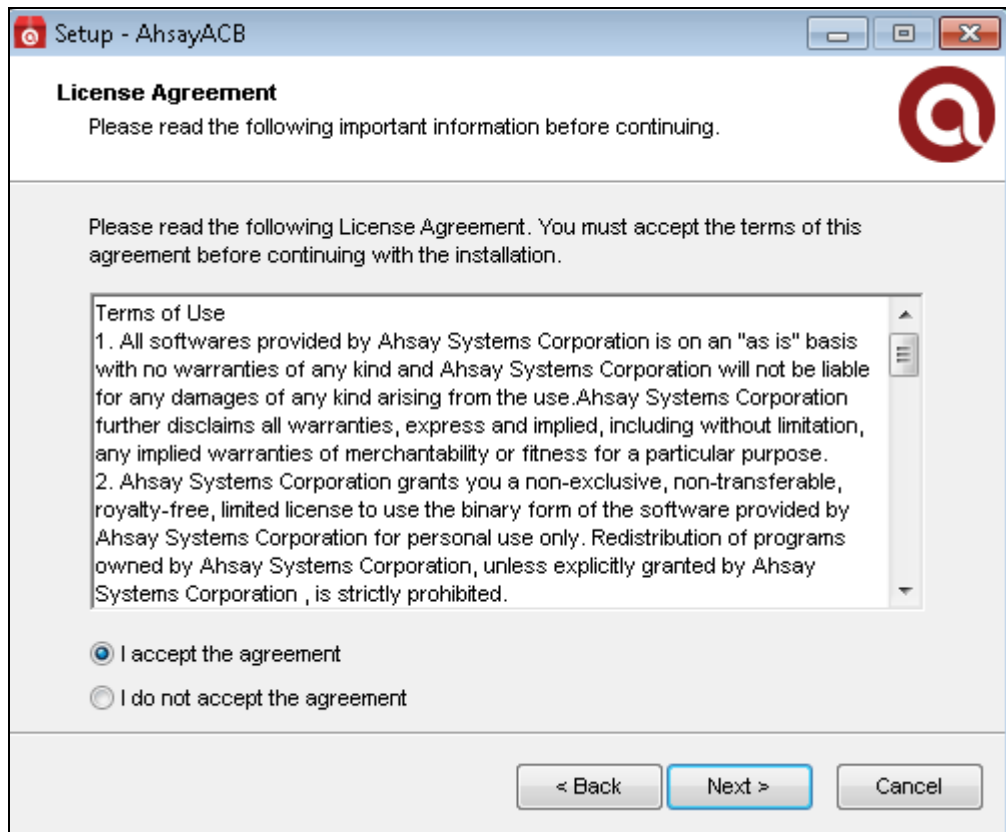 Setup - AhsayACB
License Agreement
Please read the following important information before continuing.
Please read the following License Agreement. You must accept the terms of this
agreement before continuing with the installation.
Terms of Use
1. All softwares provided by Ahsay Systems Corporation is on an "as is" basis
with no warranties of any kind and Ahsay Systems Corporation will not be liable
for any damages of any kind arising from the use.Ahsay Systems Corporation
further disclaims all warranties, express and implied, including without limitation,
any implied warranties of merchantability or fitness for a particular purpose.
2. Ahsay Systems Corporation grants you a non-exclusive, non-transferable,
royalty-free, limited license to use the binary form of the software provided by
Ahsay Systems Corporation for personal use only. Redistribution of programs
owned by Ahsay Systems Corporation, unless explicitly granted by Ahsay
Systems Corporation , is strictly prohibited.
I accept the agreement
I do not accept the agreement
< Back Next > Cancel